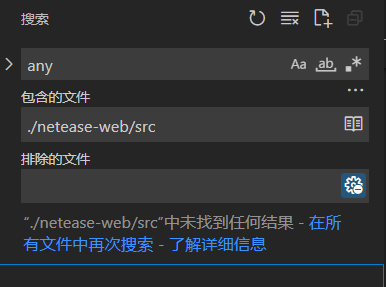 搜索
any
Aa ab
包含的文件
./netease-web/src
排除的文件
“./netease-web/src”中未找到任何结果 - 在所
有文件中再次搜索 - 了解详细信息